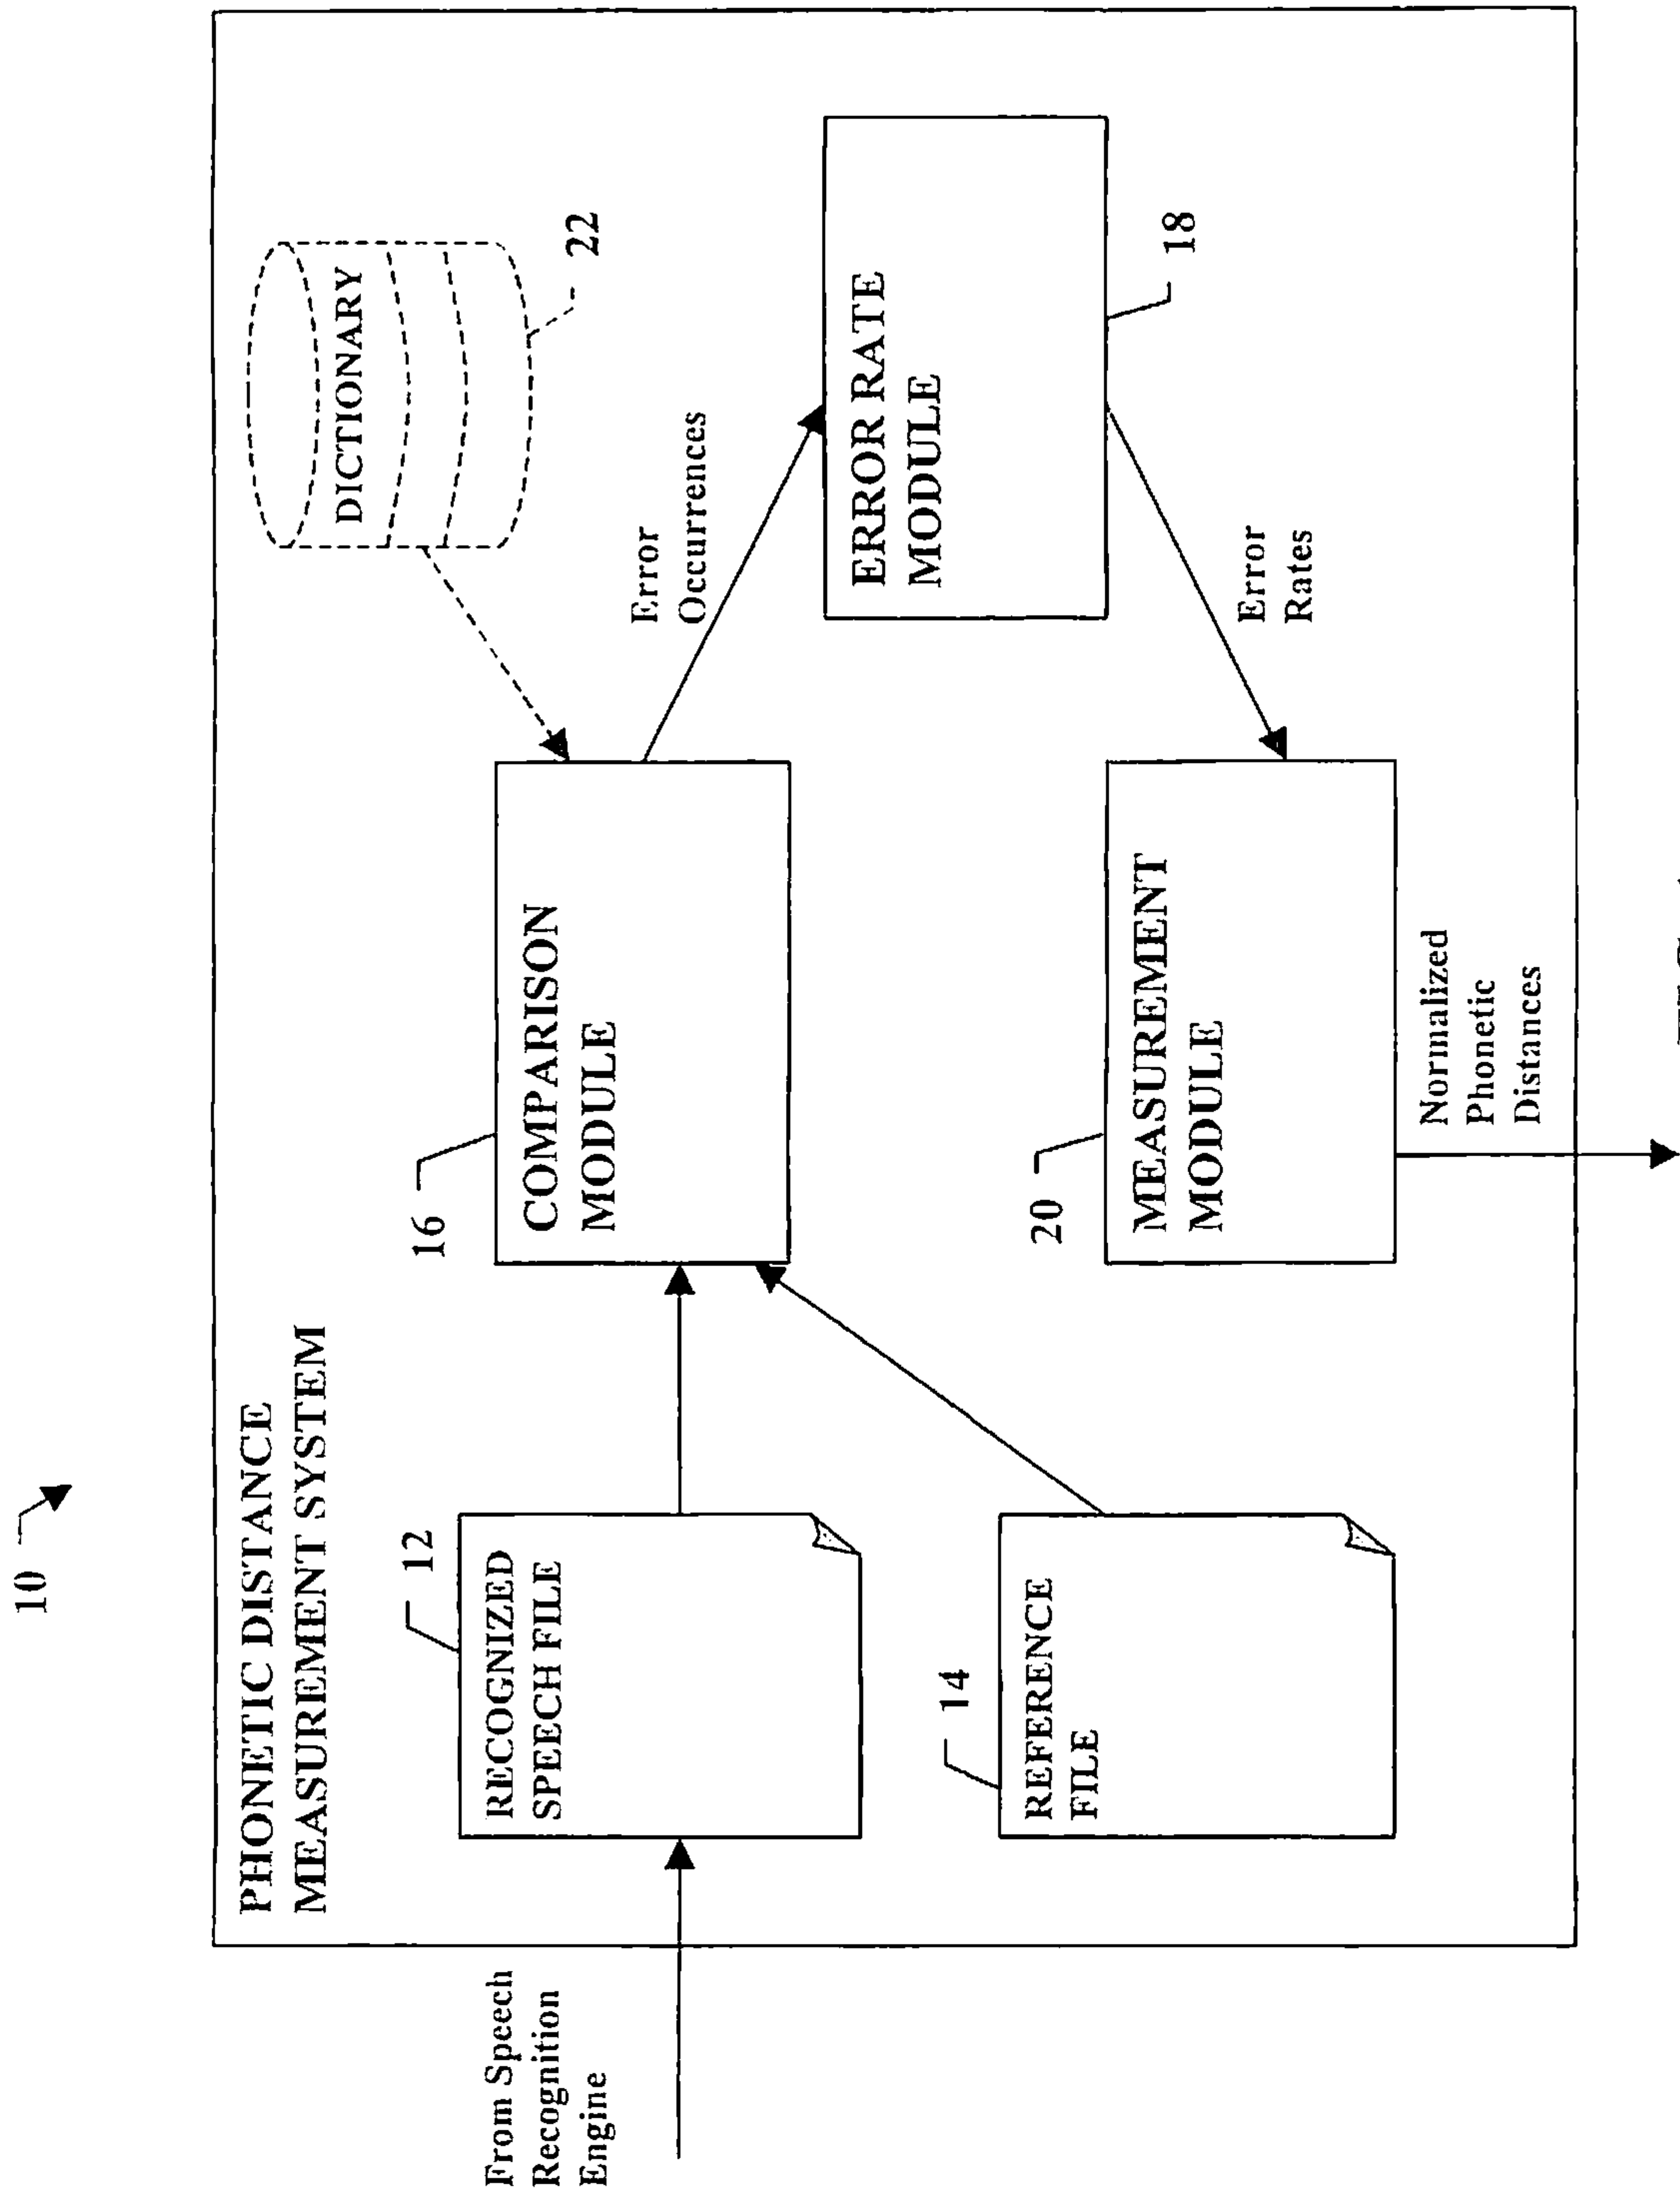 10
PHONETIC DISTANCE
MEASUREMENT SYSTEM
From Speech
Recognition
Engine
12
RECOGNIZED
SPEECH FILE
14
REFERENCE
FILE
16
COMPARISON
MODULE
DICTIONARY
22
Error
Occurrences
ERROR RATE
MODULE
18
Error
Rates
20
MEASUREMENT
MODULE
Normalized
Phonetic
Distances